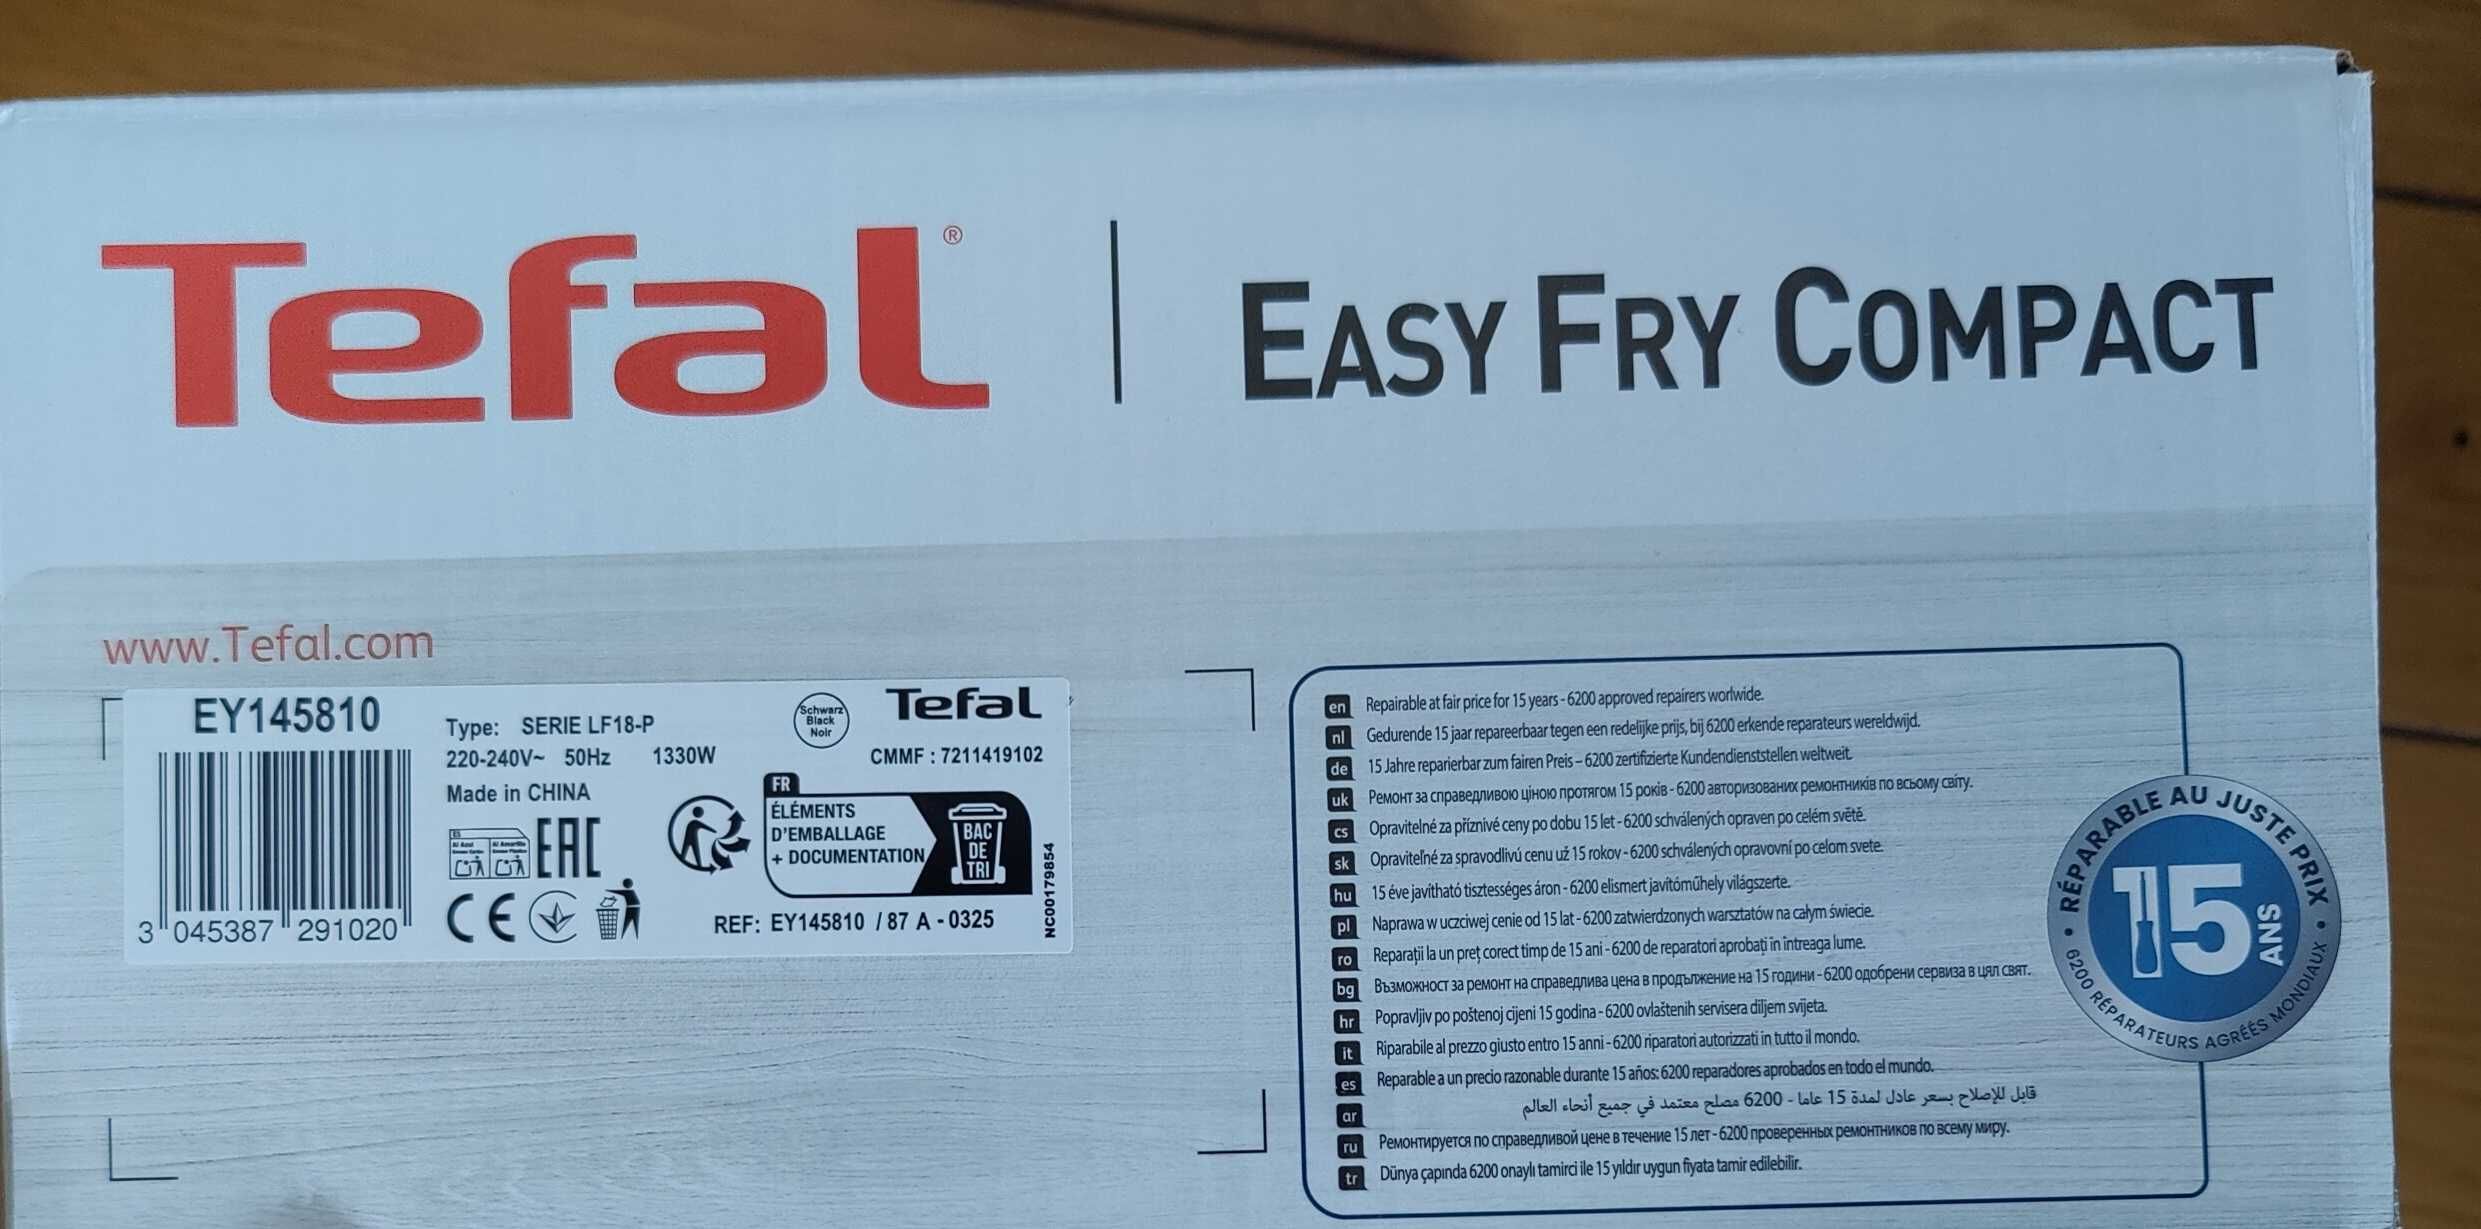 Tefal®
EASY FRY COMPACT
www.Tefal.com
EY145810
3 045387 291020
Type: SERIE LF18-P
220-240V~ 50Hz 1330W
Made in CHINA
EAC
CE
Schwarz
Black
Noir
Tefal
CMMF : 7211419102
FR
ÉLÉMENTS
D'EMBALLAGE
+ DOCUMENTATION
BAC
DE
TRI
REF: EY145810 / 87 A - 0325
NC00179854
en Repairable at fair price for 15 years - 6200 approved repairers worlwide.
nl Gedurende 15 jaar repareerbaar tegen een redelijke prijs, bij 6200 erkende reparateurs wereldwijd.
de 15 Jahre reparierbar zum fairen Preis – 6200 zertifizierte Kundendienststellen weltweit.
uk Ремонт за справедливою ціною протягом 15 років - 6200 авторизованих ремонтників по всьому світу.
cs Opravitelné za příznivé ceny po dobu 15 let - 6200 schválených opraven po celém světě.
sk Opraviteľné za spravodlivú cenu už 15 rokov - 6200 schválených opravovní po celom svete.
hu 15 éve javítható tisztességes áron - 6200 elismert javítóműhely világszerte.
pl Naprawa w uczciwej cenie od 15 lat - 6200 zatwierdzonych warsztatów na całym świecie.
ro Reparații la un preț corect timp de 15 ani - 6200 de reparatori aprobați în întreaga lume.
bg Възможност за ремонт на справедлива цена в продължение на 15 години - 6200 одобрени сервиза в цял свят.
hr Popravljiv po poštenoj cijeni 15 godina - 6200 ovlaštenih servisera diljem svijeta.
it Riparabile al prezzo giusto entro 15 anni - 6200 riparatori autorizzati in tutto il mondo.
es Reparable a un precio razonable durante 15 años: 6200 reparadores aprobados en todo el mundo.
ar قابل للإصلاح بسعر عادل لمدة 15 عاما - 6200 مصلح معتمد في جميع أنحاء العالم
ru Ремонтируется по справедливой цене в течение 15 лет - 6200 проверенных ремонтников по всему миру.
tr Dünya çapında 6200 onaylı tamirci ile 15 yıldır uygun fiyata tamir edilebilir.
RÉPARABLE AU JUSTE PRIX
15 ANS
6200 RÉPARATEURS AGRÉÉS MONDIAUX